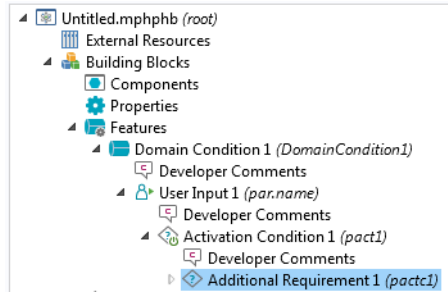 Untitled.mphphb (root)
External Resources
Building Blocks
Components
Properties
Features
Domain Condition 1 (DomainCondition1)
Developer Comments
User Input 1 (par.name)
Developer Comments
Activation Condition 1 (pact1)
Developer Comments
Additional Requirement 1 (pactc1)